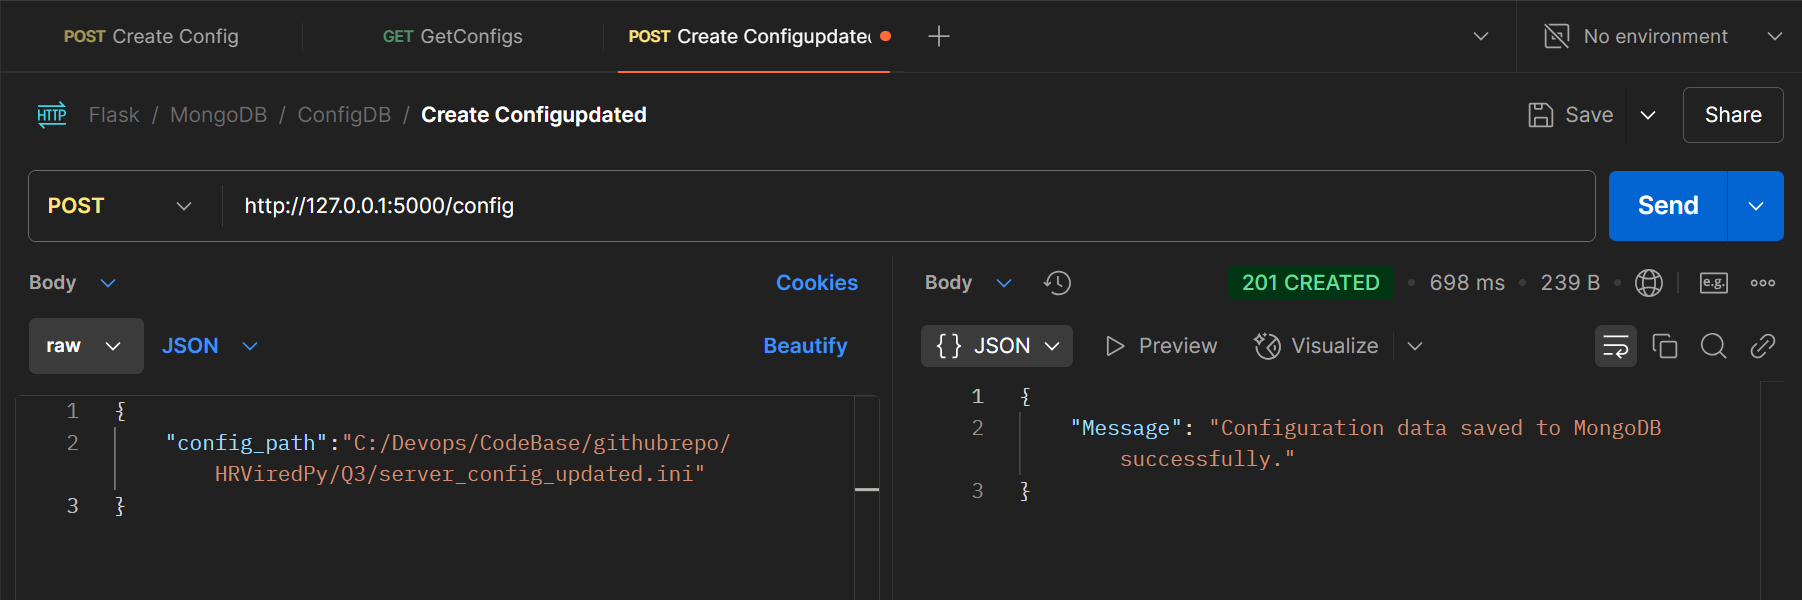 POST Create Config
GET GetConfigs
POST Create Configupdate
No environment
HTTP Flask / MongoDB / ConfigDB / Create Configupdated
Save
Share
POST http://127.0.0.1:5000/config
Send
Body
Cookies
raw JSON
Beautify
1 {
2 "config_path":"C:/Devops/CodeBase/githubrepo/
HRViredPy/Q3/server_config_updated.ini"
3 }
Body
201 CREATED • 698 ms • 239 B •
e.g.
{} JSON
Preview
Visualize
1 {
2 "Message": "Configuration data saved to MongoDB
successfully."
3 }